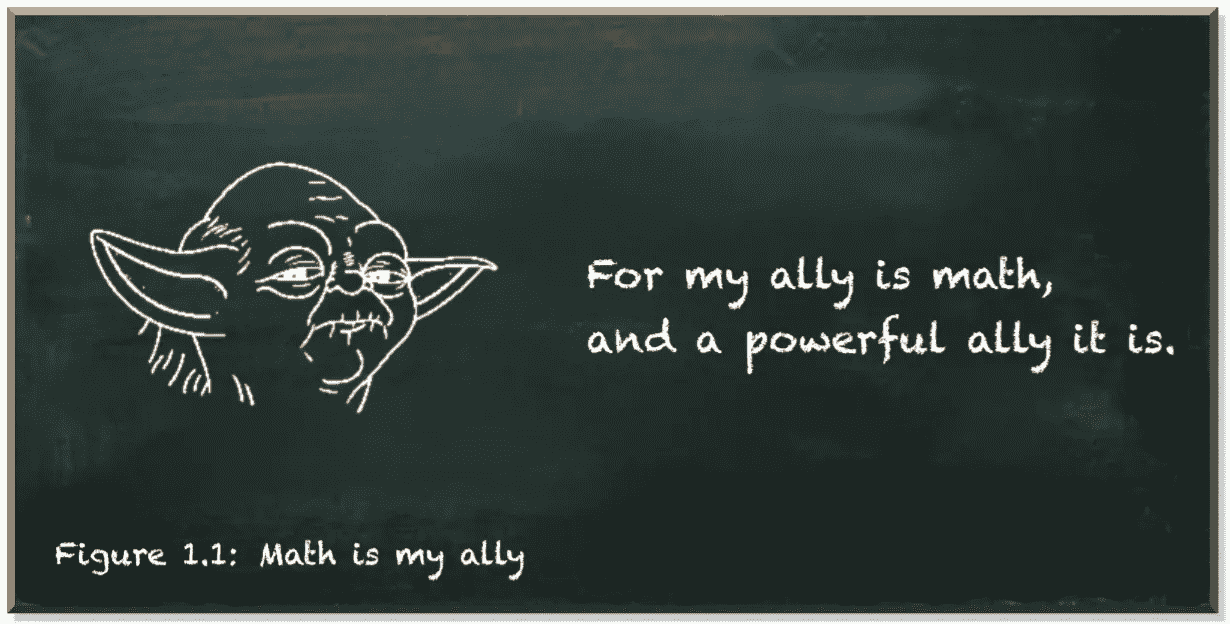 For my ally is math,
and a powerful ally it is.
Figure 1.1: Math is my ally